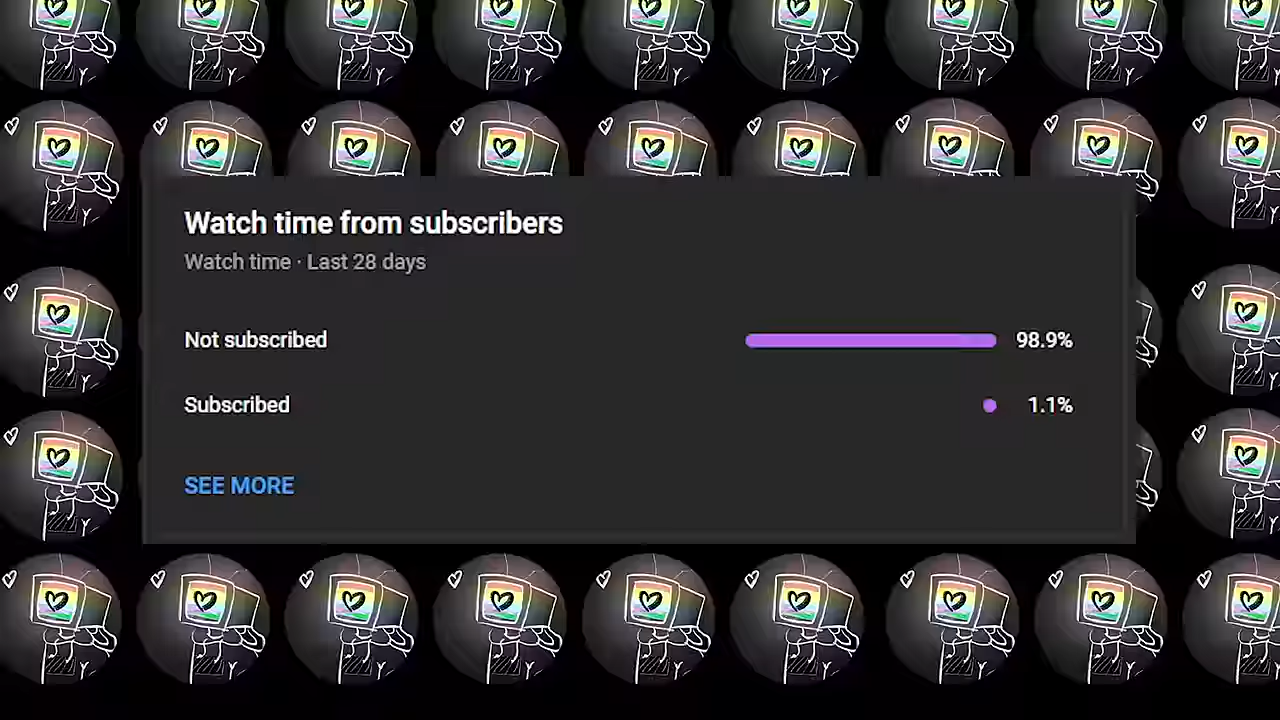 Watch time from subscribers
Watch time · Last 28 days
Not subscribed 98.9%
Subscribed 1.1%
SEE MORE